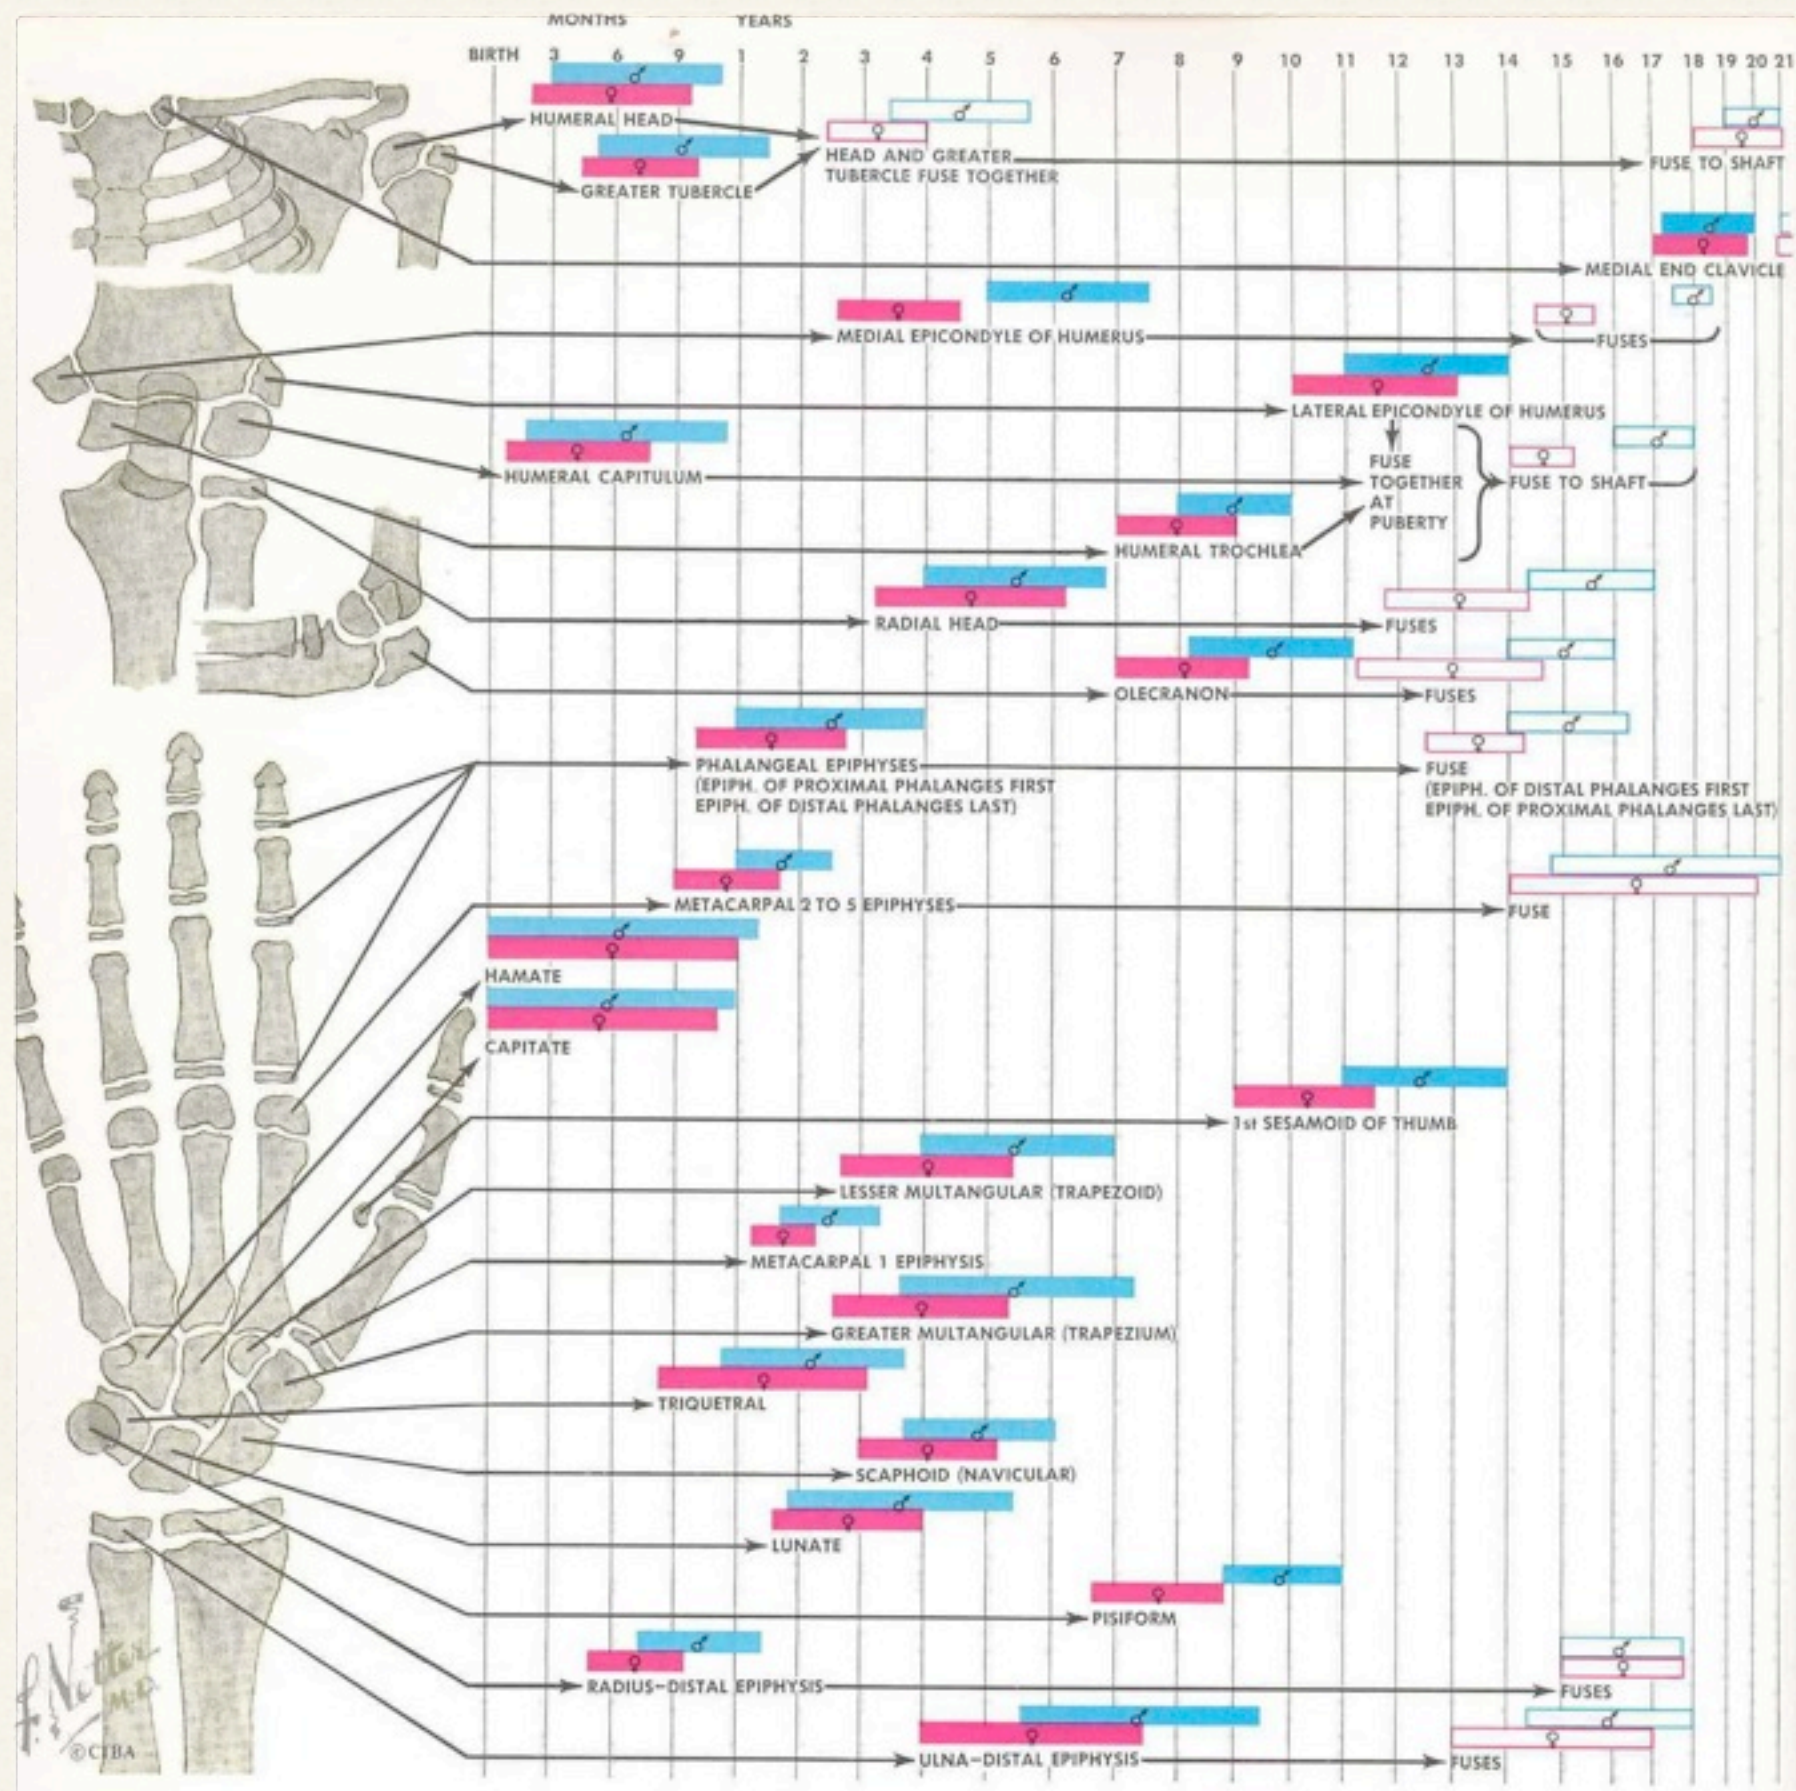 MONTHS YEARS
BIRTH 3 6 9 1 2 3 4 5 6 7 8 9 10 11 12 13 14 15 16 17 18 19 20 21
♂
♀
HUMERAL HEAD
♂
♀
GREATER TUBERCLE
♂
♀
HEAD AND GREATER
TUBERCLE FUSE TOGETHER
♂
♀
FUSE TO SHAFT
♂
♀
MEDIAL END CLAVICLE
♂
♀
MEDIAL EPICONDYLE OF HUMERUS
♂
♀
FUSES
♂
♀
LATERAL EPICONDYLE OF HUMERUS
♂
♀
HUMERAL CAPITULUM
FUSE
TOGETHER
AT
PUBERTY
♂
♀
FUSE TO SHAFT
♂
♀
HUMERAL TROCHLEA
♂
♀
RADIAL HEAD
♂
♀
FUSES
♂
♀
OLECRANON
♂
♀
FUSES
♂
♀
PHALANGEAL EPIPHYSES
(EPIPH. OF PROXIMAL PHALANGES FIRST
EPIPH. OF DISTAL PHALANGES LAST)
♂
♀
FUSE
(EPIPH. OF DISTAL PHALANGES FIRST
EPIPH. OF PROXIMAL PHALANGES LAST)
♂
♀
METACARPAL 2 TO 5 EPIPHYSES
♂
♀
FUSE
♂
♀
HAMATE
♂
♀
CAPITATE
♂
♀
1st SESAMOID OF THUMB
♂
♀
LESSER MULTANGULAR (TRAPEZOID)
♂
♀
METACARPAL 1 EPIPHYSIS
♂
♀
GREATER MULTANGULAR (TRAPEZIUM)
♂
♀
TRIQUETRAL
♂
♀
SCAPHOID (NAVICULAR)
♂
♀
LUNATE
♂
♀
PISIFORM
♂
♀
RADIUS-DISTAL EPIPHYSIS
♂
♀
FUSES
♂
♀
ULNA-DISTAL EPIPHYSIS
♂
♀
FUSES
f. Netter
M.D.
©CIBA